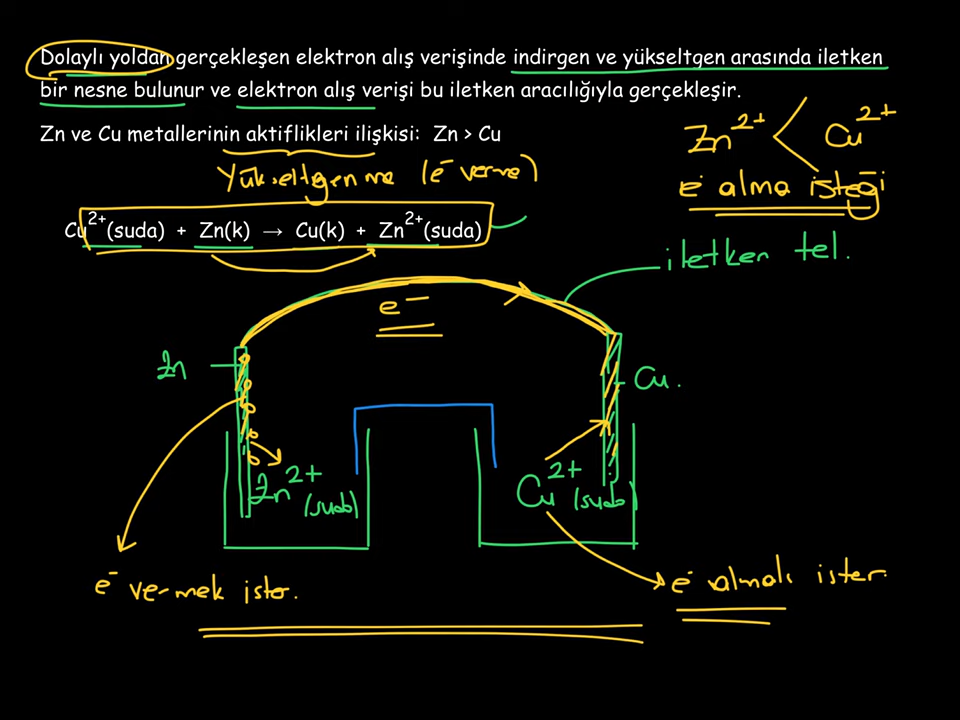 Dolaylı yoldan gerçekleşen elektron alış verişinde indirgen ve yükseltgen arasında iletken
bir nesne bulunur ve elektron alış verişi bu iletken aracılığıyla gerçekleşir.
Zn ve Cu metallerinin aktiflikleri ilişkisi: Zn > Cu
Zn²⁺ < Cu²⁺
e⁻ alma isteği
Yükseltgenme (e⁻ verme)
Cu²⁺(suda) + Zn(k) → Cu(k) + Zn²⁺(suda)
iletken tel.
e⁻
Zn
Cu.
Zn²⁺ (suda)
Cu²⁺ (suda)
e⁻ vermek ister.
e⁻ almak ister.